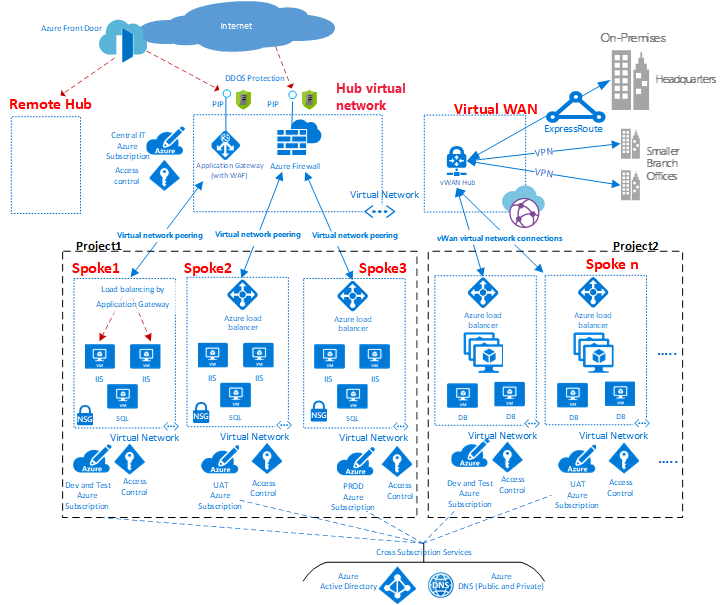 Azure Front Door
Internet
On-Premises
Headquarters
DDOS Protection
Remote Hub
PIP
PIP
Hub virtual
network
Virtual WAN
ExpressRoute
Central IT
Azure
Subscription
Azure
Access
control
Application Gateway
(with WAF)
Azure Firewall
Virtual Network
vWAN Hub
VPN
VPN
Smaller
Branch
Offices
Virtual network peering
Virtual network peering
Virtual network peering
vWan virtual network connections
Project1
Project2
Spoke1
Spoke2
Spoke3
Spoke n
Load balancing by
Application Gateway
Azure load
balancer
Azure load
balancer
Azure load
balancer
Azure load
balancer
VM
VM
IIS
IIS
VM
SQL
NSG
VM
VM
IIS
IIS
VM
SQL
NSG
VM
VM
IIS
IIS
VM
SQL
NSG
VM
VM
DB
DB
VM
VM
DB
DB
.....
Virtual Network
Virtual Network
Virtual Network
Virtual Network
Virtual Network
Azure
Dev and Test
Azure
Subscription
Access
Control
Azure
UAT
Azure
Subscription
Access
Control
Azure
PROD
Azure
Subscription
Access
Control
Azure
Dev and Test
Azure
Subscription
Access
Control
Azure
UAT
Azure
Subscription
Access
Control
.....
Cross Subscription Services
Azure
Active Directory
DNS
Azure
DNS (Public and Private)